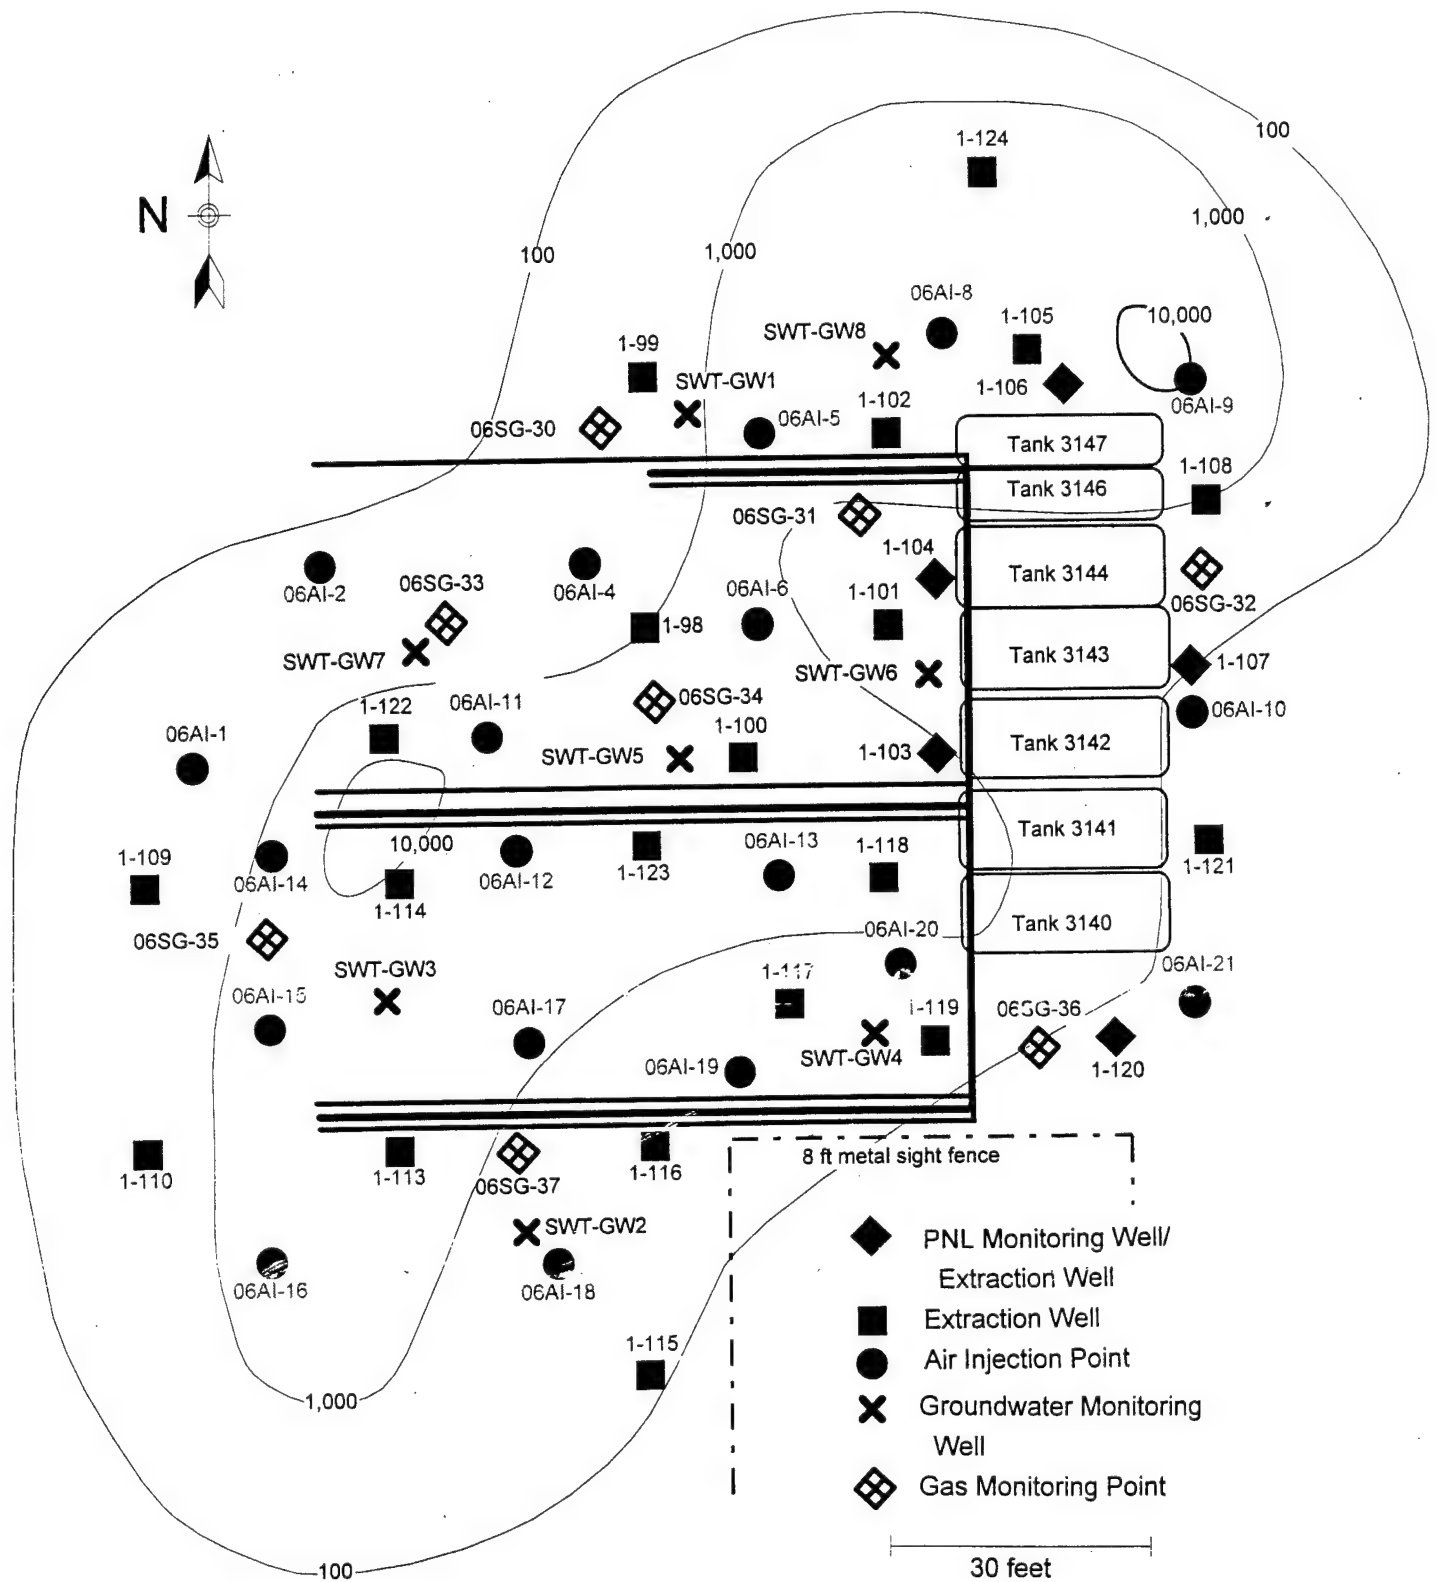 100
1-124
1,000
N
100
1,000
06AI-8
1-105
10,000
SWT-GW8
1-99
SWT-GW1
1-106
1-102
06AI-9
06SG-30
06AI-5
Tank 3147
1-108
Tank 3146
06SG-31
1-104
06SG-33
06AI-4
06AI-6
1-101
Tank 3144
06AI-2
06SG-32
1-98
SWT-GW7
SWT-GW6
Tank 3143
1-107
06SG-34
1-122
06AI-11
1-100
06AI-10
06AI-1
SWT-GW5
1-103
Tank 3142
10,000
06AI-13
1-118
Tank 3141
1-109
06AI-14
06AI-12
1-123
1-121
1-114
Tank 3140
06SG-35
06AI-20
SWT-GW3
1-117
06AI-21
06AI-15
06AI-17
1-119
06SG-36
SWT-GW4
06AI-19
1-120
8 ft metal sight fence
1-110
1-113
1-116
06SG-37
SWT-GW2
06AI-16
06AI-18
1-115
1,000
100
PNL Monitoring Well/
Extraction Well
Extraction Well
Air Injection Point
Groundwater Monitoring
Well
Gas Monitoring Point
30 feet